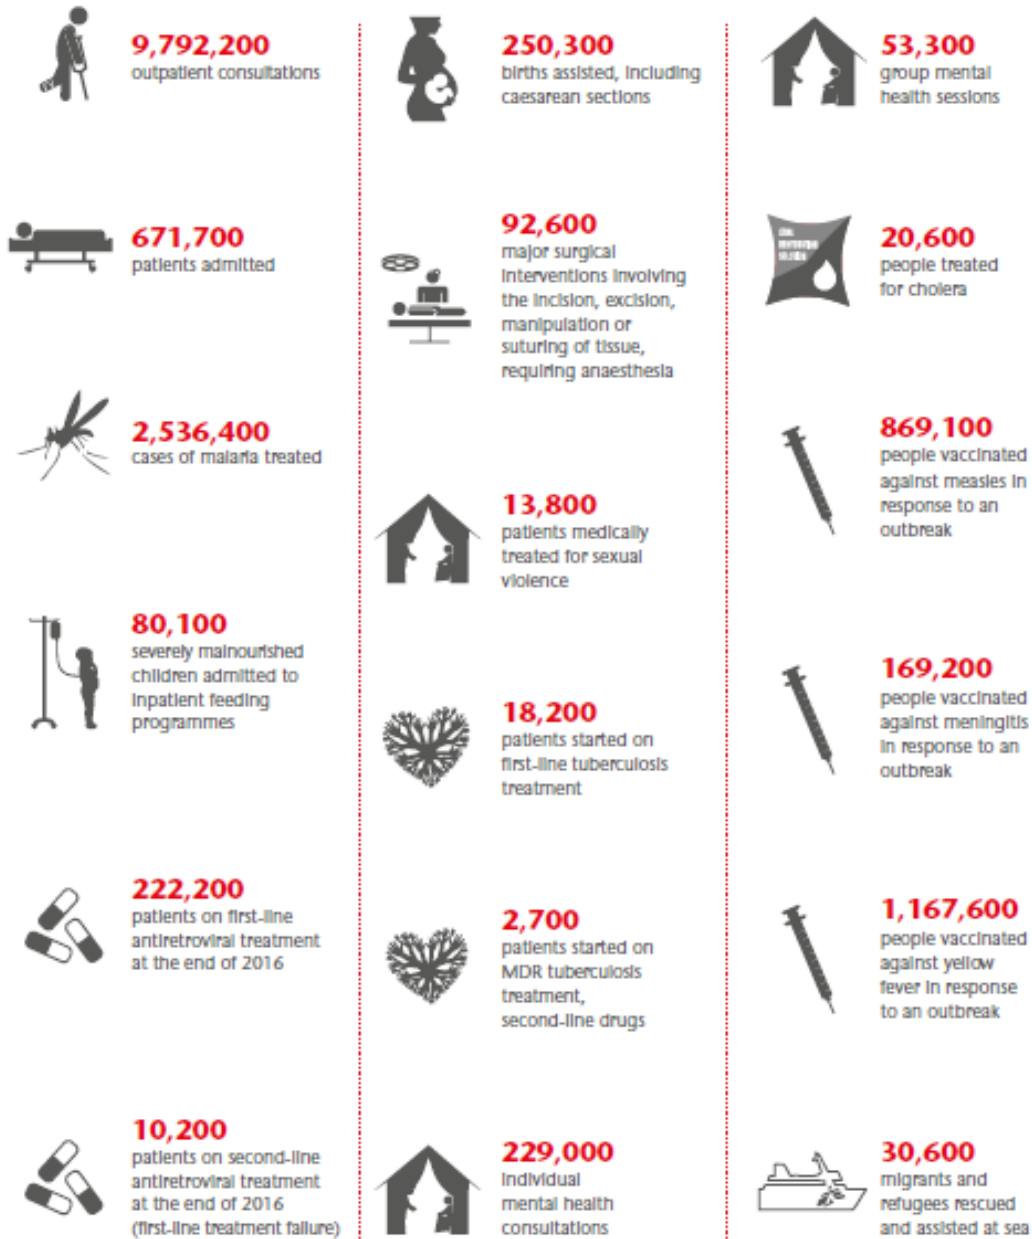 9,792,200
outpatient consultations
671,700
patients admitted
2,536,400
cases of malaria treated
80,100
severely malnourished
children admitted to
inpatient feeding
programmes
222,200
patients on first-line
antiretroviral treatment
at the end of 2016
10,200
patients on second-line
antiretroviral treatment
at the end of 2016
(first-line treatment failure)
250,300
births assisted, including
caesarean sections
92,600
major surgical
interventions involving
the incision, excision,
manipulation or
suturing of tissue,
requiring anaesthesia
13,800
patients medically
treated for sexual
violence
18,200
patients started on
first-line tuberculosis
treatment
2,700
patients started on
MDR tuberculosis
treatment,
second-line drugs
229,000
individual
mental health
consultations
53,300
group mental
health sessions
20,600
people treated
for cholera
869,100
people vaccinated
against measles in
response to an
outbreak
169,200
people vaccinated
against meningitis
in response to an
outbreak
1,167,600
people vaccinated
against yellow
fever in response
to an outbreak
30,600
migrants and
refugees rescued
and assisted at sea